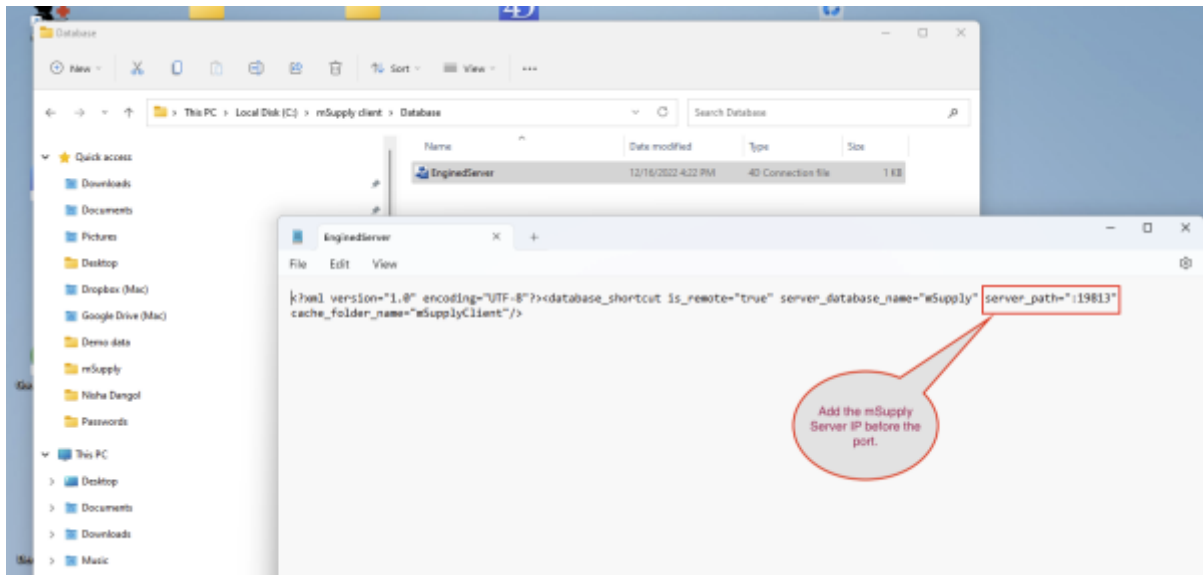 Database
New
Sort
View
This PC > Local Disk (C:) > mSupply client > Database
Search Database
Name
Date modified
Type
Size
Quick access
EnginedServer
12/16/2022 4:22 PM
4D Connection file
1 KB
Downloads
Documents
Pictures
Desktop
Dropbox (Mac)
Google Drive (Mac)
Demo data
mSupply
Nisha Dangol
Passwords
This PC
Desktop
Documents
Downloads
Music
EnginedServer
File Edit View
<?xml version="1.0" encoding="UTF-8"?><database_shortcut is_remote="true" server_database_name="mSupply" server_path=":19813"
cache_folder_name="mSupplyClient"/>
Add the mSupply
Server IP before the
port.